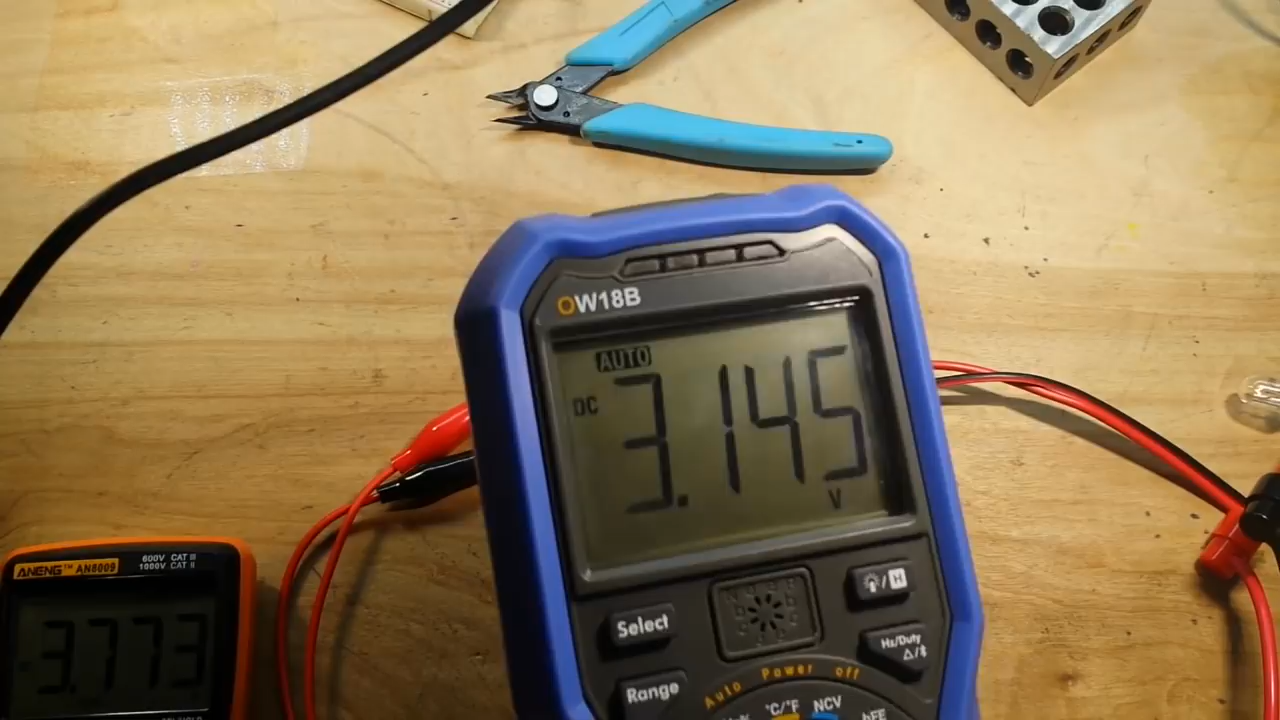 OW18B
AUTO
DC
3.145
V
ANENG™ AN8009
600V CAT III
1000V CAT II
3.773
Select
Range
Hz/Duty
Auto Power off
°C/°F
NCV
hFE